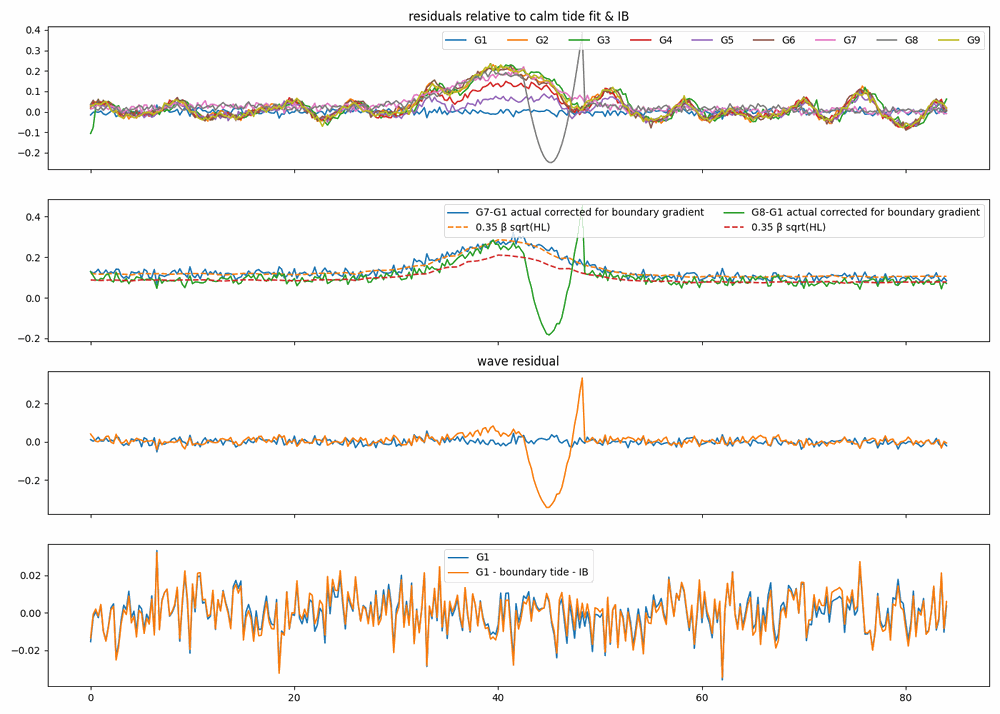 residuals relative to calm tide fit & IB
G1 G2 G3 G4 G5 G6 G7 G8 G9
0.4
0.3
0.2
0.1
0.0
−0.1
−0.2
G7-G1 actual corrected for boundary gradient G8-G1 actual corrected for boundary gradient
0.35 β sqrt(HL) 0.35 β sqrt(HL)
0.4
0.2
0.0
−0.2
wave residual
0.2
0.0
−0.2
G1
G1 - boundary tide - IB
0.02
0.00
−0.02
0 20 40 60 80